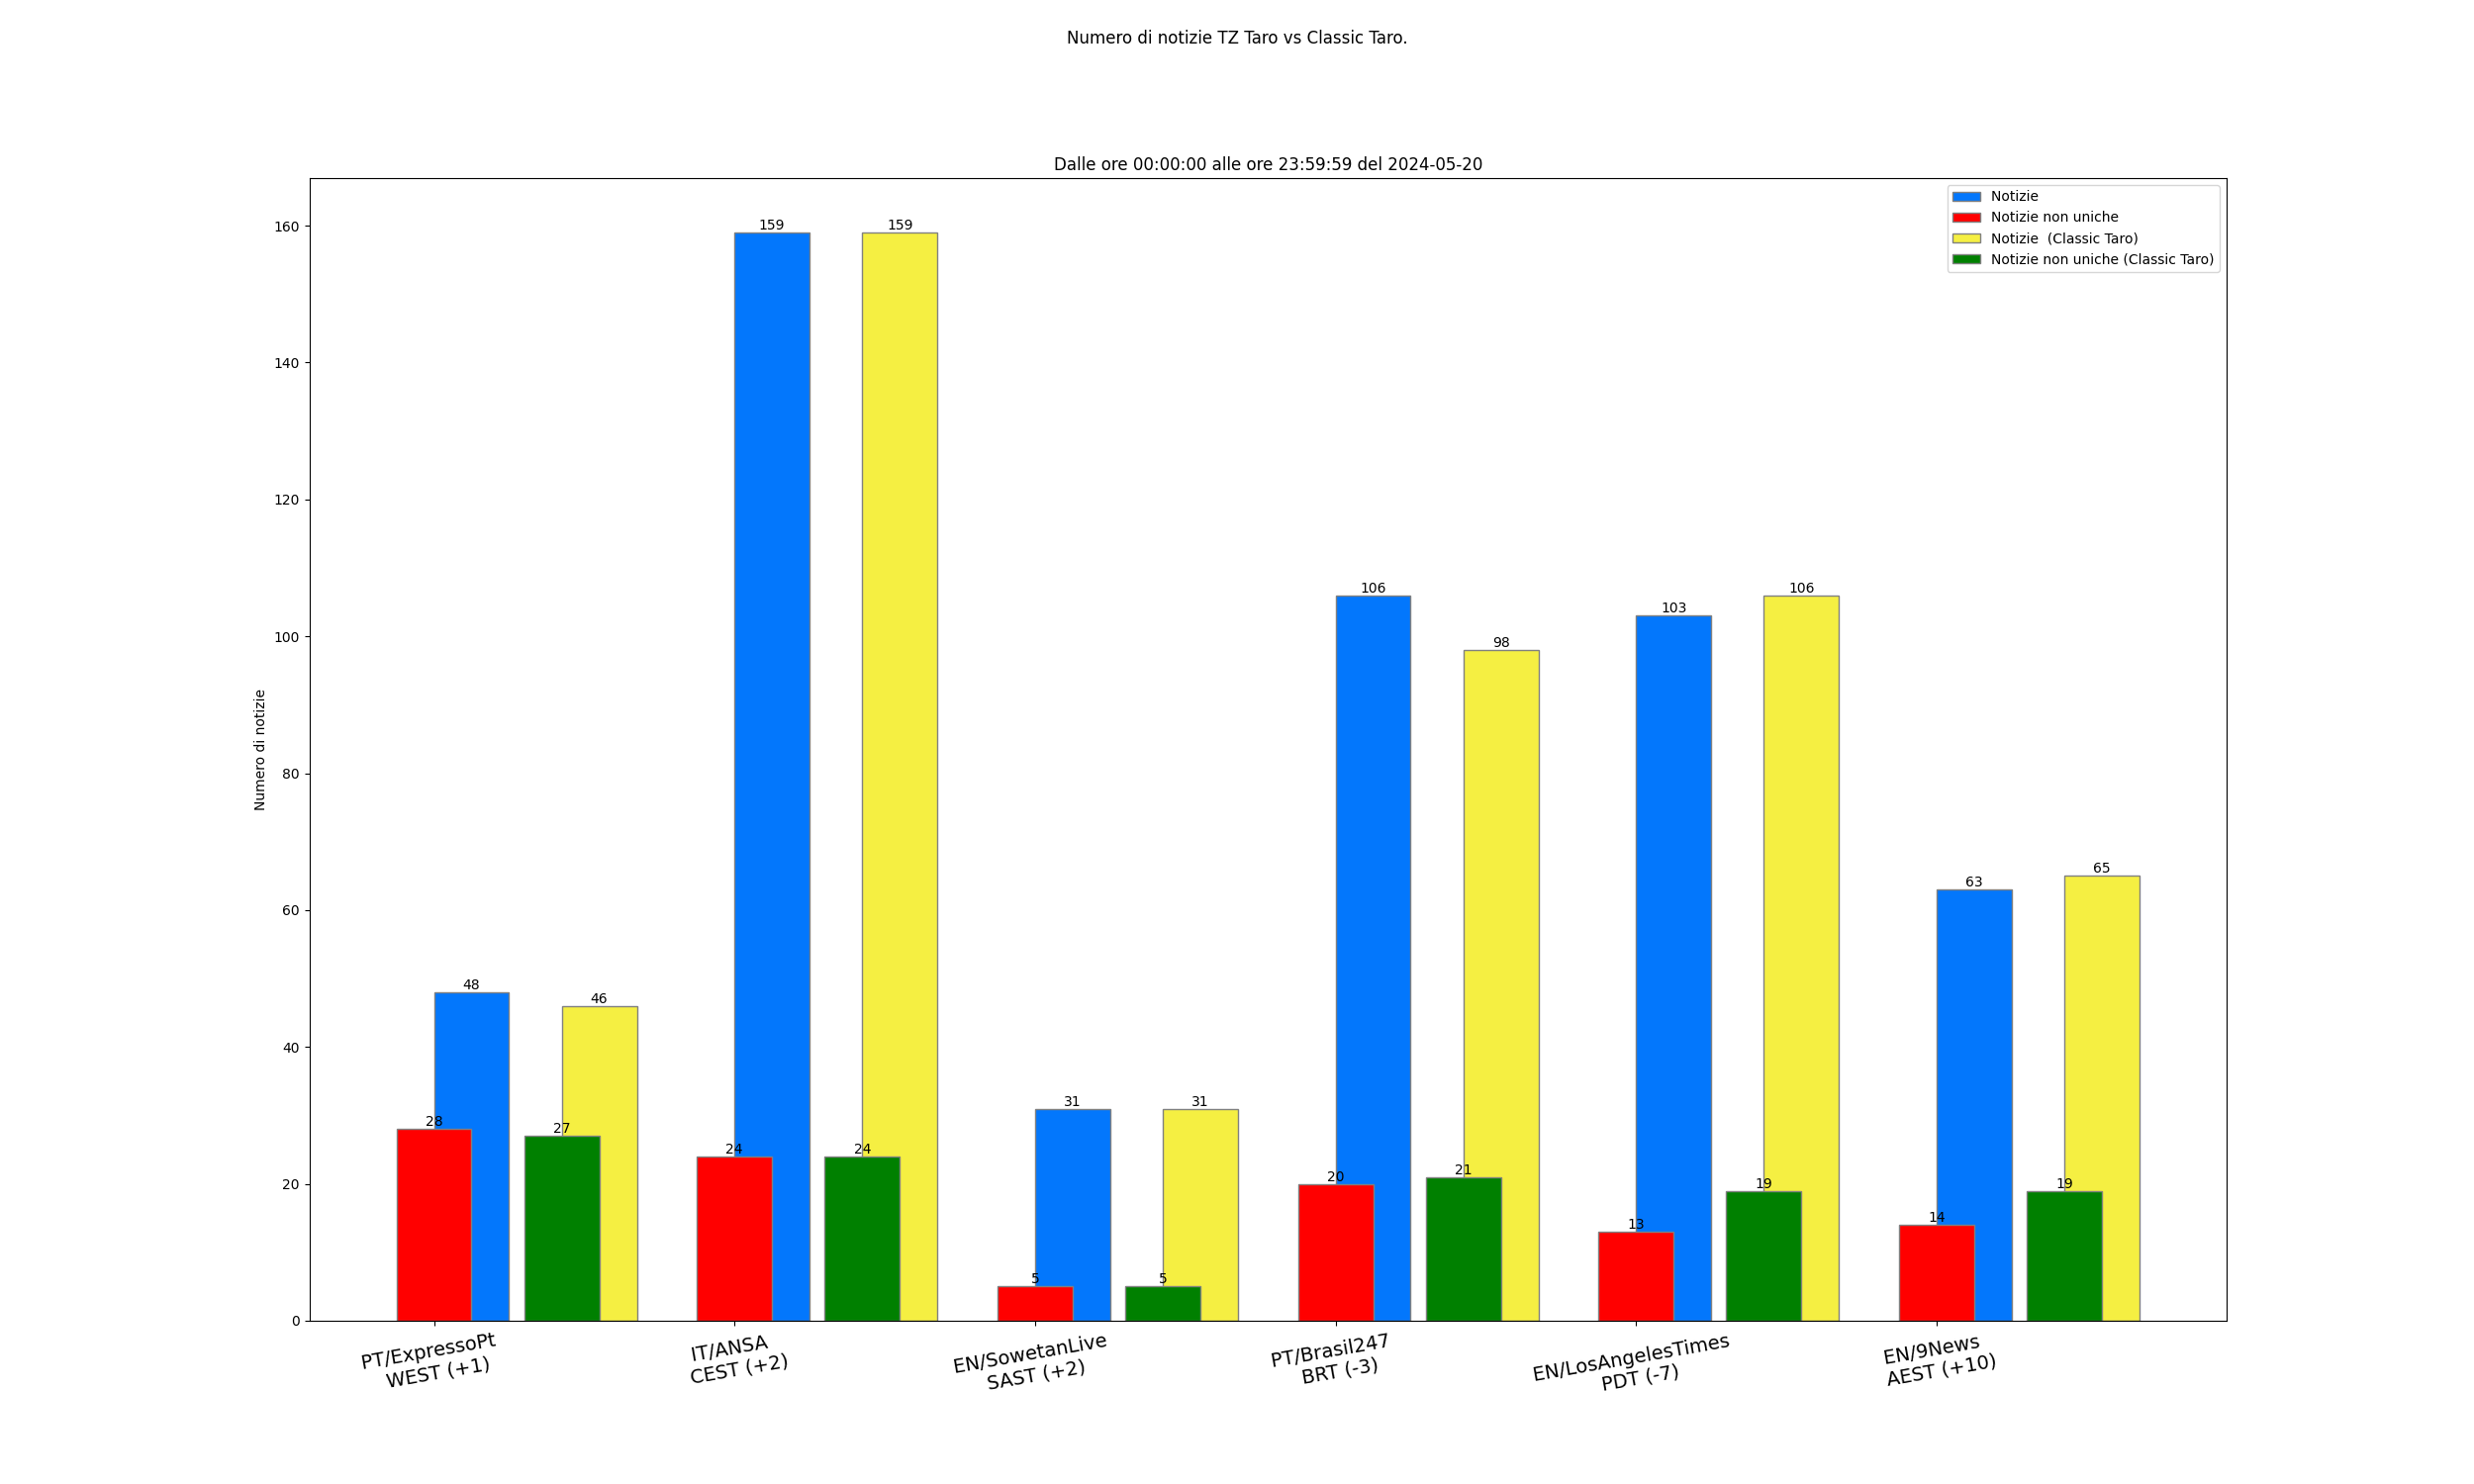 Numero di notizie TZ Taro vs Classic Taro.
Dalle ore 00:00:00 alle ore 23:59:59 del 2024-05-20
Notizie
Notizie non uniche
Notizie  (Classic Taro)
Notizie non uniche (Classic Taro)
Numero di notizie
160
140
120
100
80
60
40
20
0
48
28
46
27
159
24
159
24
31
5
31
5
106
20
98
21
103
13
106
19
63
14
65
19
PT/ExpressoPt
WEST (+1)
IT/ANSA
CEST (+2)
EN/SowetanLive
SAST (+2)
PT/Brasil247
BRT (-3)
EN/LosAngelesTimes
PDT (-7)
EN/9News
AEST (+10)